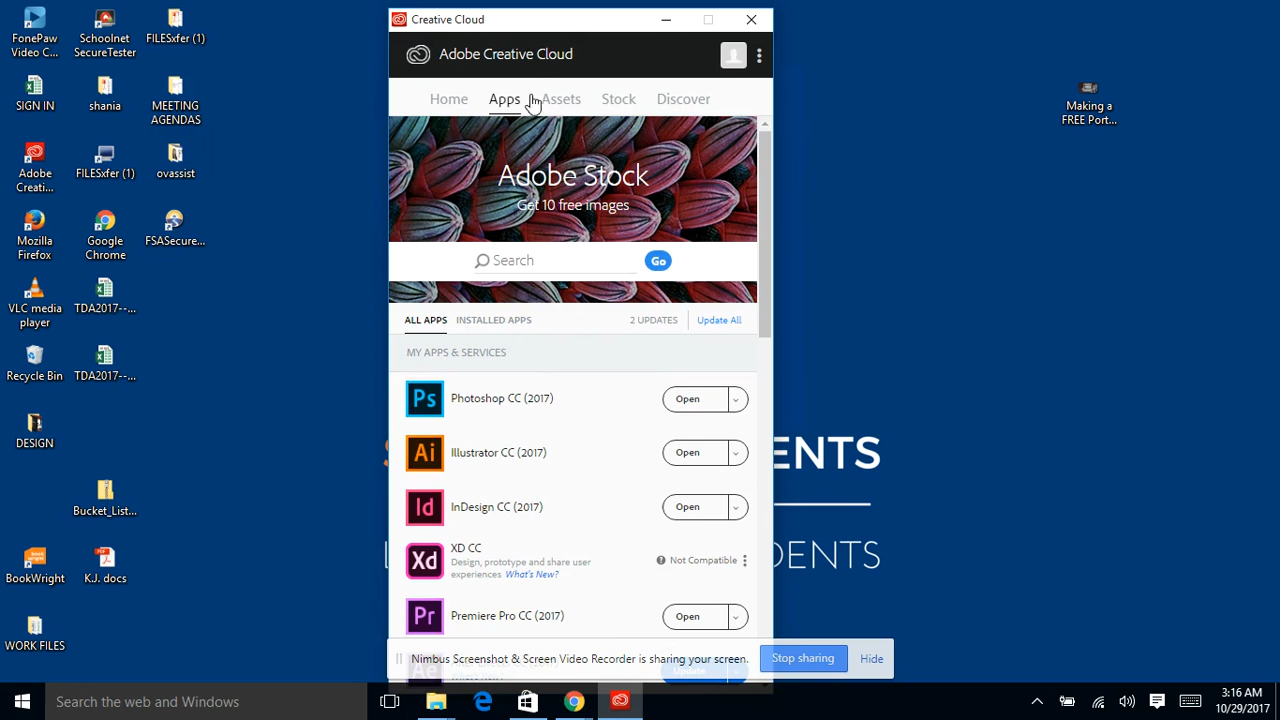 Creative Cloud
Adobe Creative Cloud
Home Apps Assets Stock Discover
Adobe Stock
Get 10 free images
Search Go
ALL APPS INSTALLED APPS 2 UPDATES Update All
MY APPS & SERVICES
Ps Photoshop CC (2017) Open
Ai Illustrator CC (2017) Open
Id InDesign CC (2017) Open
Xd XD CC
Design, prototype and share user
experiences What's New?
Not Compatible
Pr Premiere Pro CC (2017) Open
Nimbus Screenshot & Screen Video Recorder is sharing your screen. Stop sharing Hide
FonePaw
Video C...
Schoolnet
SecureTester
FILESxfer (1)
SIGN IN
shania
MEETING
AGENDAS
Adobe
Creati...
FILESxfer (1)
ovassist
Mozilla
Firefox
Google
Chrome
FSASecure...
VLC media
player
TDA2017--...
Recycle Bin
TDA2017--...
DESIGN
Bucket_List...
BookWright
K.J. docs
WORK FILES
Making a
FREE Port...
ENTS
DENTS
Search the web and Windows
3:16 AM
10/29/2017